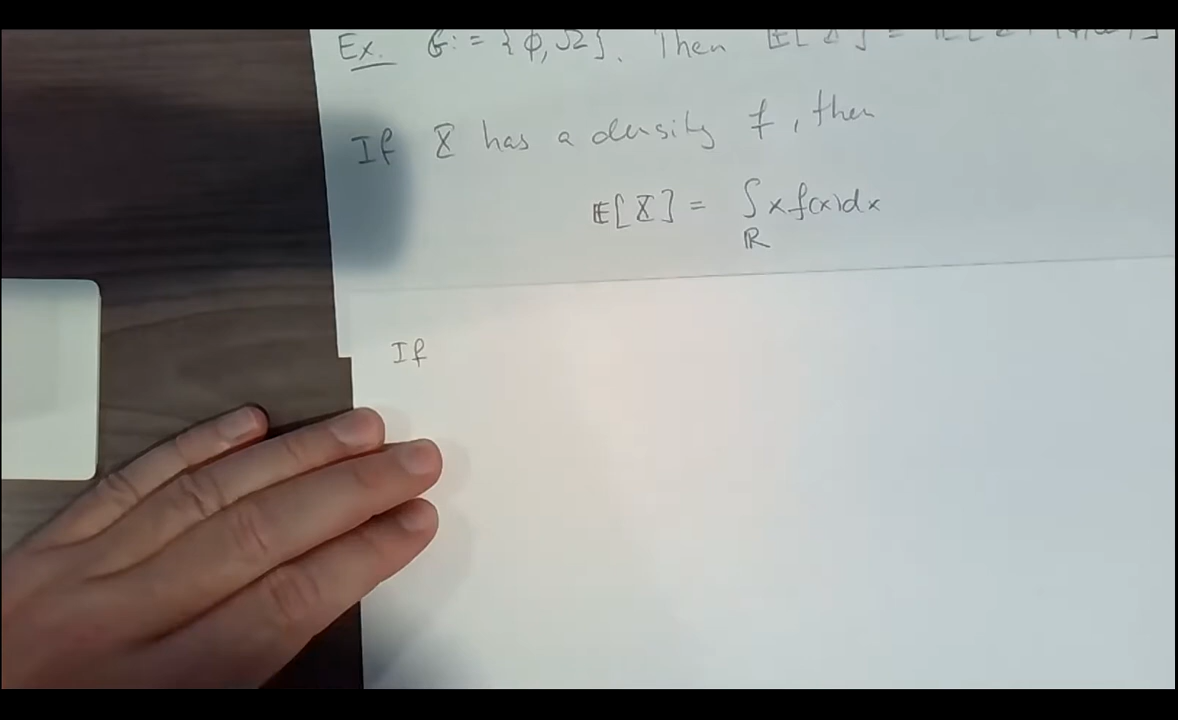 Ex. G := {ϕ, Ω}. Then E[X] =
If X has a density f, then
E[X] = ∫ x f(x) dx
ℝ
If